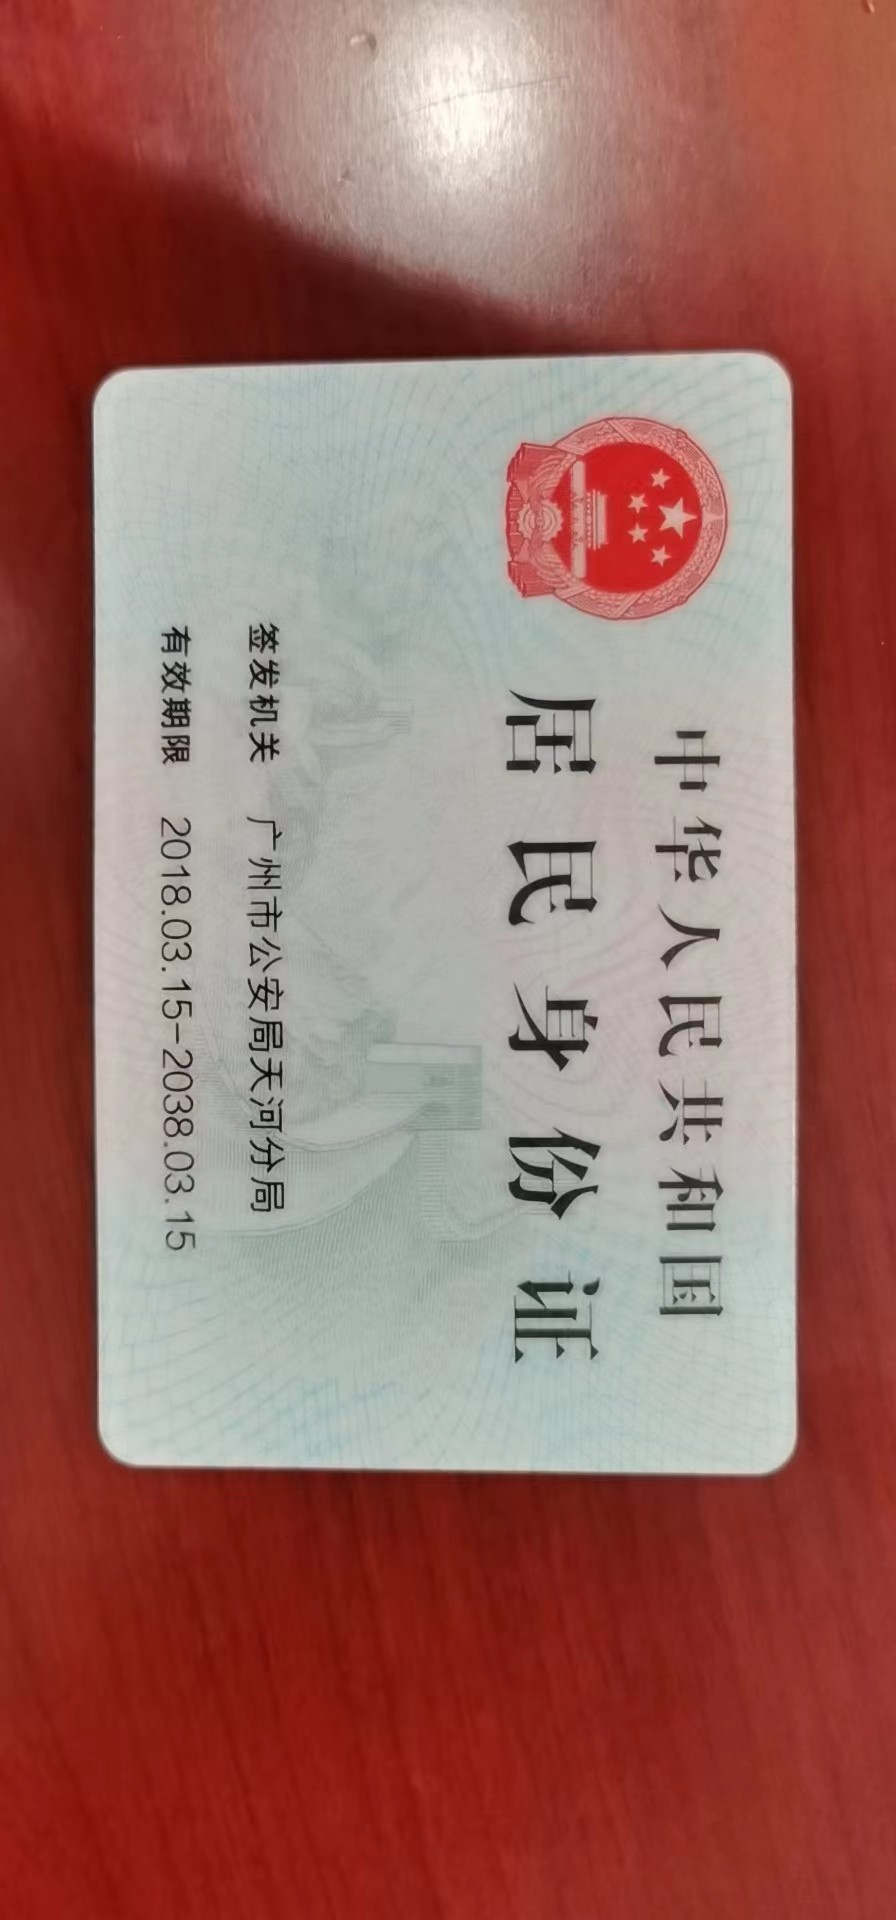 中华人民共和国
居民身份证
签发机关 广州市公安局天河分局
有效期限 2018.03.15-2038.03.15